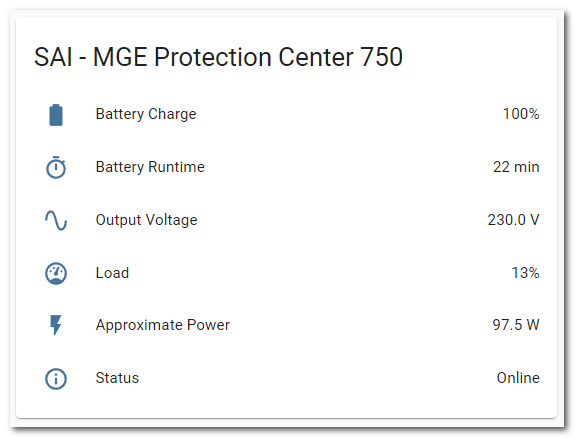 SAI - MGE Protection Center 750
Battery Charge 100%
Battery Runtime 22 min
Output Voltage 230.0 V
Load 13%
Approximate Power 97.5 W
Status Online